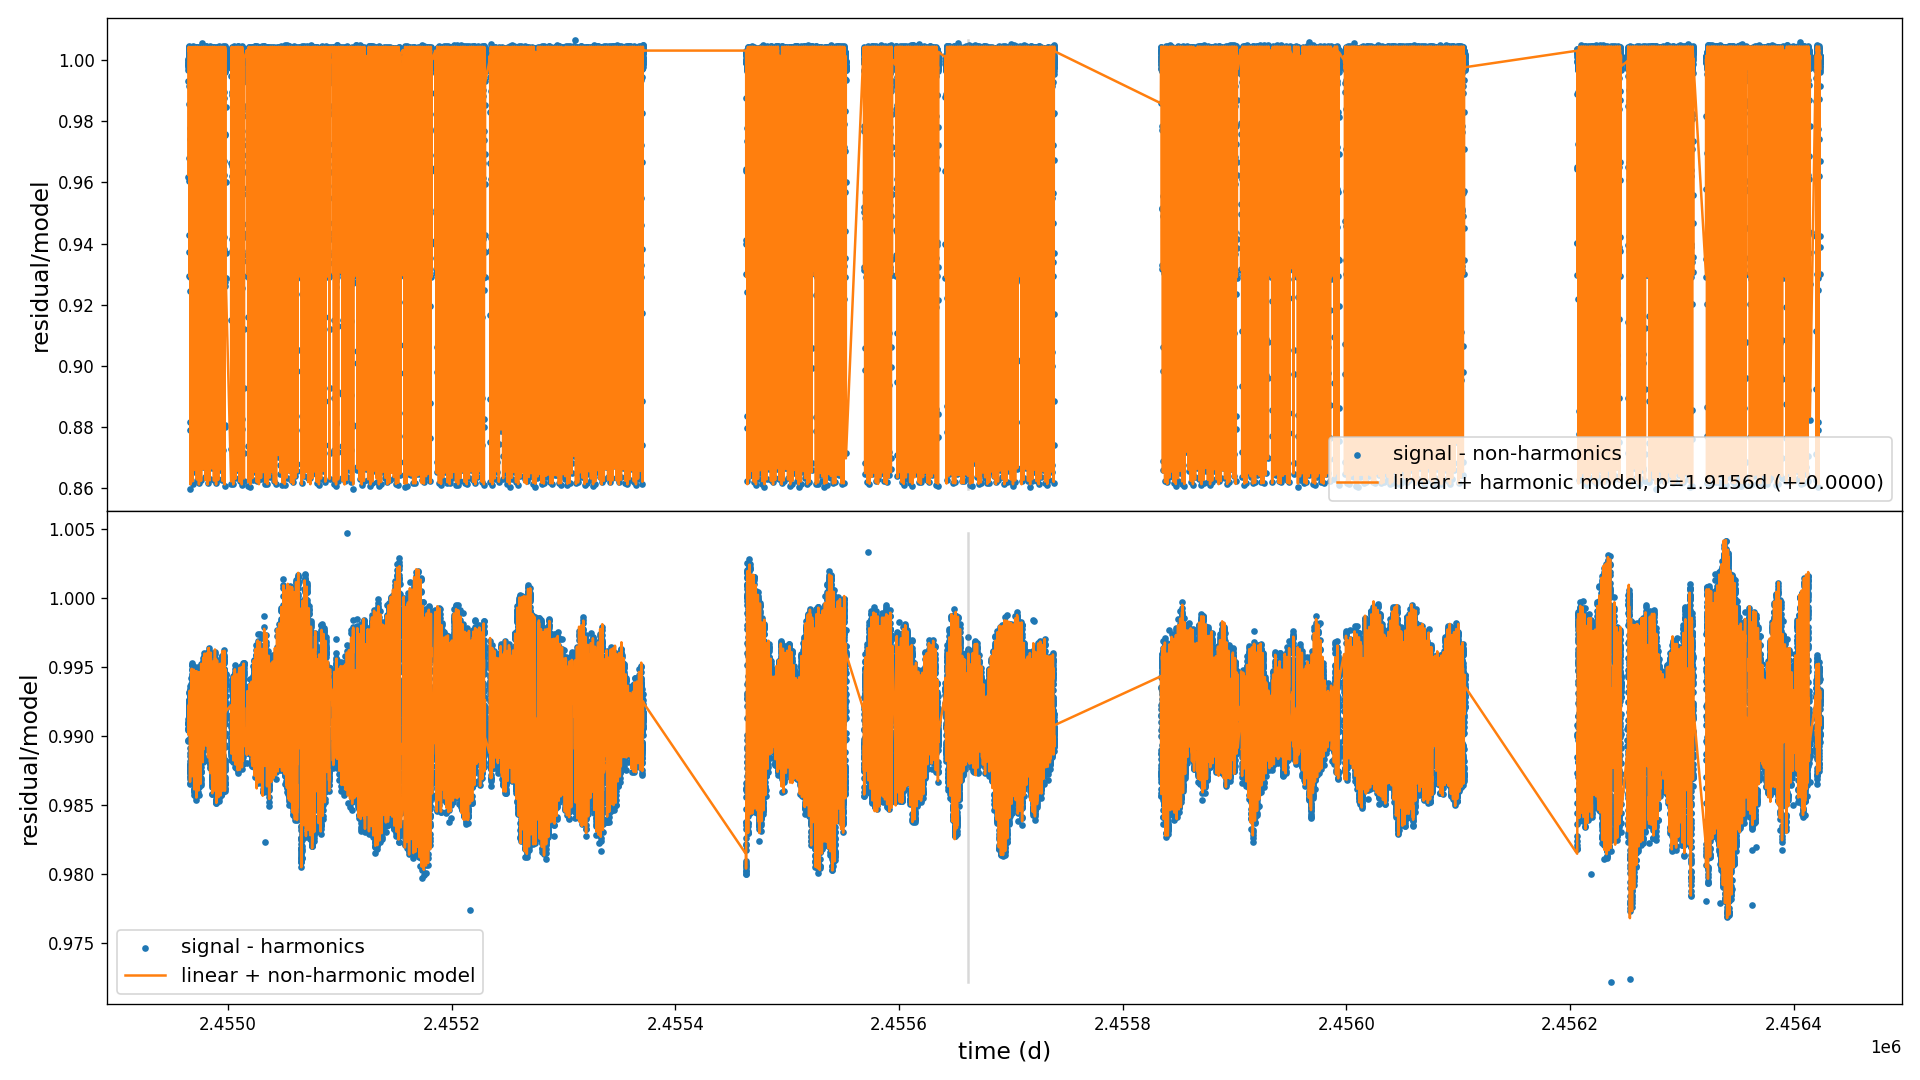 residual/model
1.00
0.98
0.96
0.94
0.92
0.90
0.88
0.86
signal - non-harmonics
linear + harmonic model, p=1.9156d (+-0.0000)
residual/model
1.005
1.000
0.995
0.990
0.985
0.980
0.975
signal - harmonics
linear + non-harmonic model
2.4550
2.4552
2.4554
2.4556
2.4558
2.4560
2.4562
2.4564
time (d)
1e6